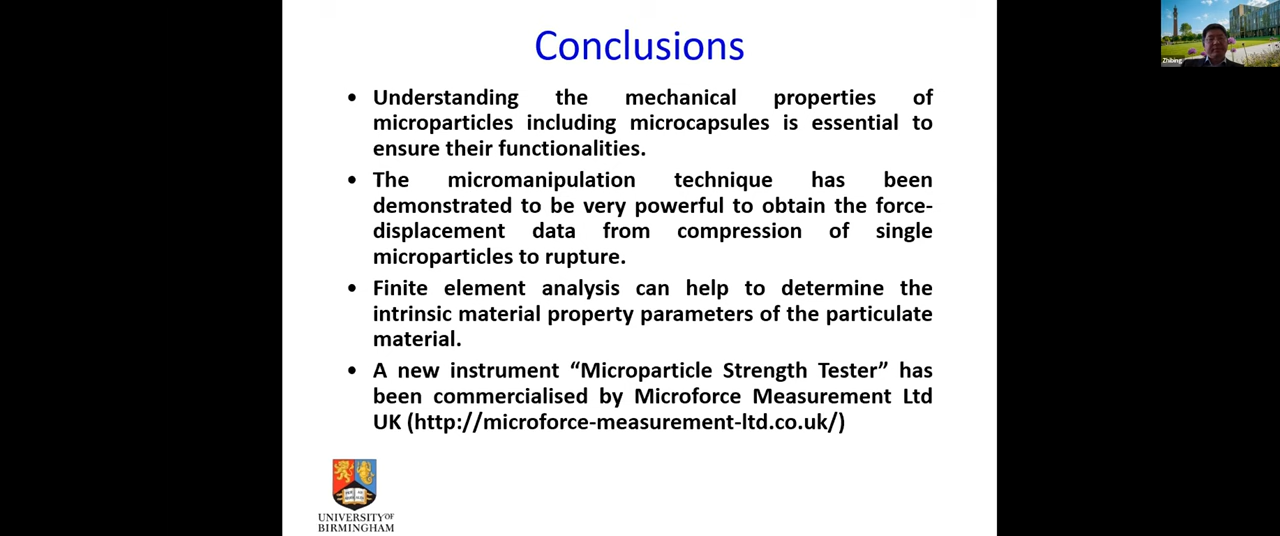 Conclusions
Zhibing
• Understanding the mechanical properties of
microparticles including microcapsules is essential to
ensure their functionalities.
• The micromanipulation technique has been
demonstrated to be very powerful to obtain the force-
displacement data from compression of single
microparticles to rupture.
• Finite element analysis can help to determine the
intrinsic material property parameters of the particulate
material.
• A new instrument “Microparticle Strength Tester” has
been commercialised by Microforce Measurement Ltd
UK (http://microforce-measurement-ltd.co.uk/)
UNIVERSITY OF
BIRMINGHAM